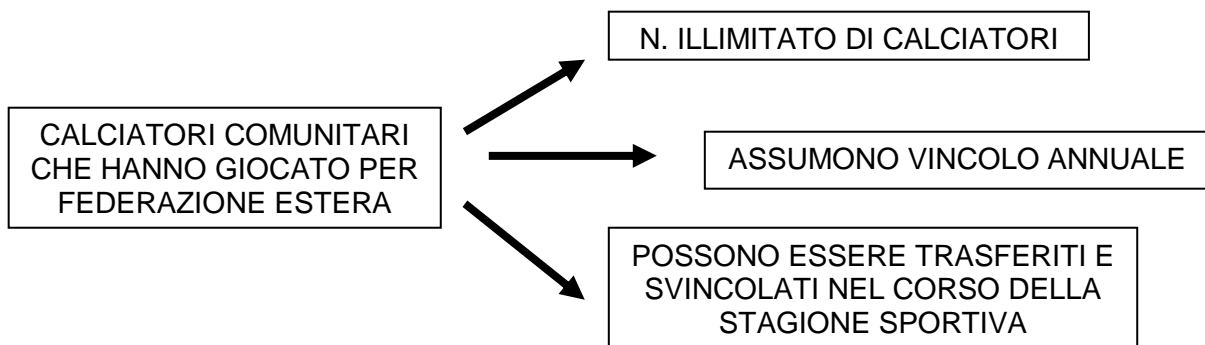 N. ILLIMITATO DI CALCIATORI
CALCIATORI COMUNITARI
CHE HANNO GIOCATO PER
FEDERAZIONE ESTERA
ASSUMONO VINCOLO ANNUALE
POSSONO ESSERE TRASFERITI E
SVINCOLATI NEL CORSO DELLA
STAGIONE SPORTIVA